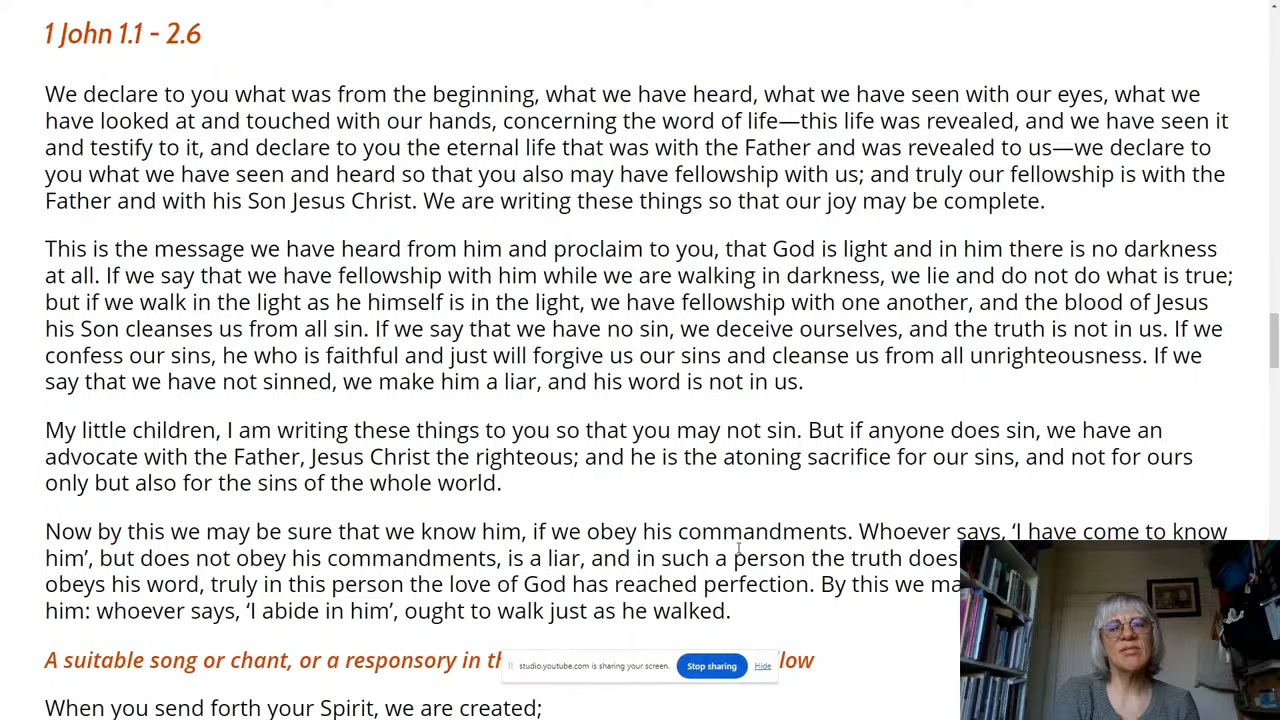 1 John 1.1 - 2.6
We declare to you what was from the beginning, what we have heard, what we have seen with our eyes, what we
have looked at and touched with our hands, concerning the word of life—this life was revealed, and we have seen it
and testify to it, and declare to you the eternal life that was with the Father and was revealed to us—we declare to
you what we have seen and heard so that you also may have fellowship with us; and truly our fellowship is with the
Father and with his Son Jesus Christ. We are writing these things so that our joy may be complete.
This is the message we have heard from him and proclaim to you, that God is light and in him there is no darkness
at all. If we say that we have fellowship with him while we are walking in darkness, we lie and do not do what is true;
but if we walk in the light as he himself is in the light, we have fellowship with one another, and the blood of Jesus
his Son cleanses us from all sin. If we say that we have no sin, we deceive ourselves, and the truth is not in us. If we
confess our sins, he who is faithful and just will forgive us our sins and cleanse us from all unrighteousness. If we
say that we have not sinned, we make him a liar, and his word is not in us.
My little children, I am writing these things to you so that you may not sin. But if anyone does sin, we have an
advocate with the Father, Jesus Christ the righteous; and he is the atoning sacrifice for our sins, and not for ours
only but also for the sins of the whole world.
Now by this we may be sure that we know him, if we obey his commandments. Whoever says, ‘I have come to know
him’, but does not obey his commandments, is a liar, and in such a person the truth does
obeys his word, truly in this person the love of God has reached perfection. By this we
him: whoever says, ‘I abide in him’, ought to walk just as he walked.
A suitable song or chant, or a responsory in
studio.youtube.com is sharing your screen. Stop sharing Hide
When you send forth your Spirit, we are created;